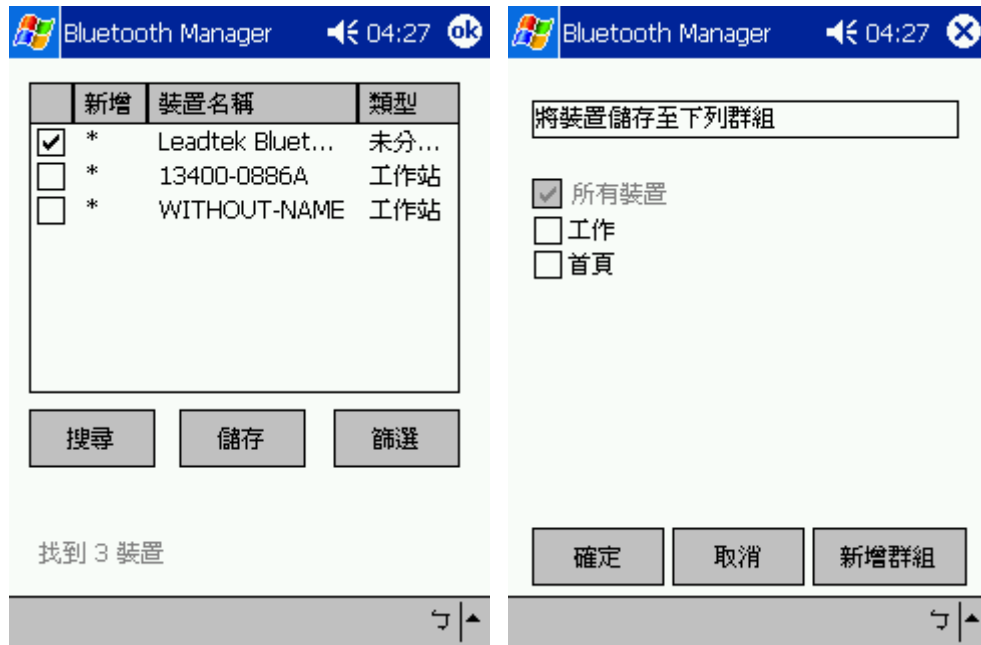 Bluetooth Manager 04:27 ok
新增 裝置名稱 類型
* Leadtek Bluet... 未分...
* 13400-0886A 工作站
* WITHOUT-NAME 工作站
搜尋 儲存 篩選
找到 3 裝置
ㄅ
Bluetooth Manager 04:27
將裝置儲存至下列群組
所有裝置
工作
首頁
確定 取消 新增群組
ㄅ